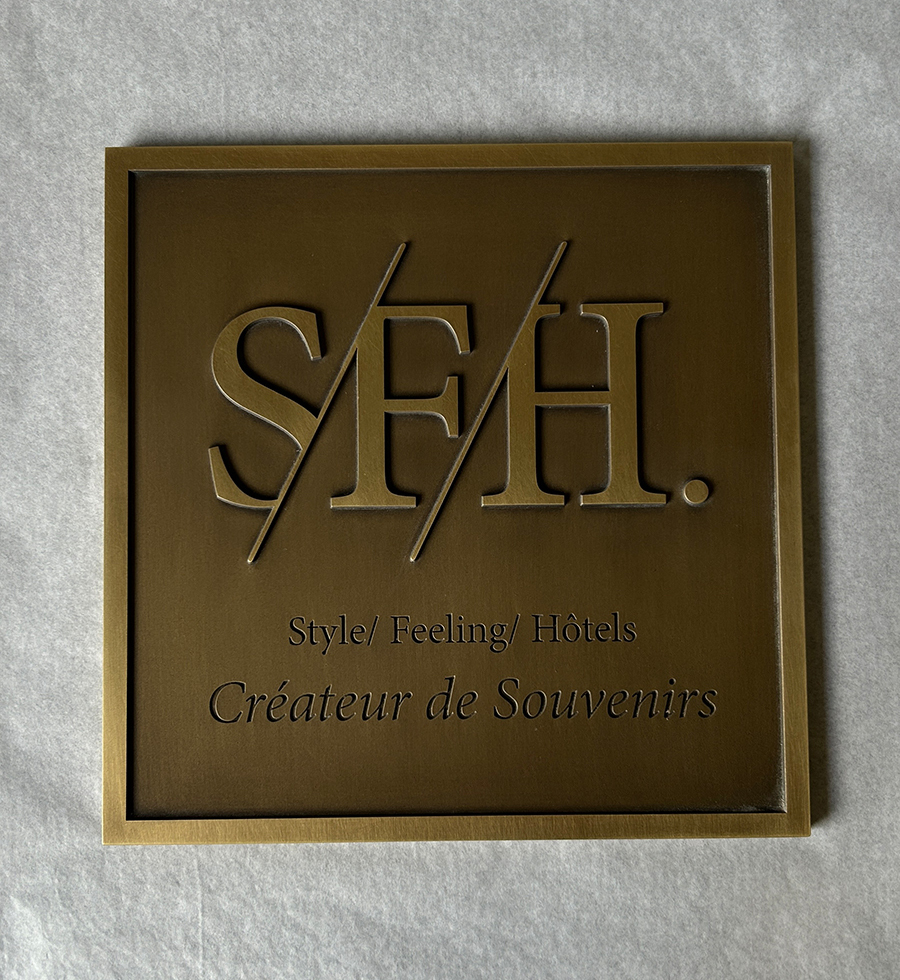 S/F/H.
Style/ Feeling/ Hôtels
Créateur de Souvenirs